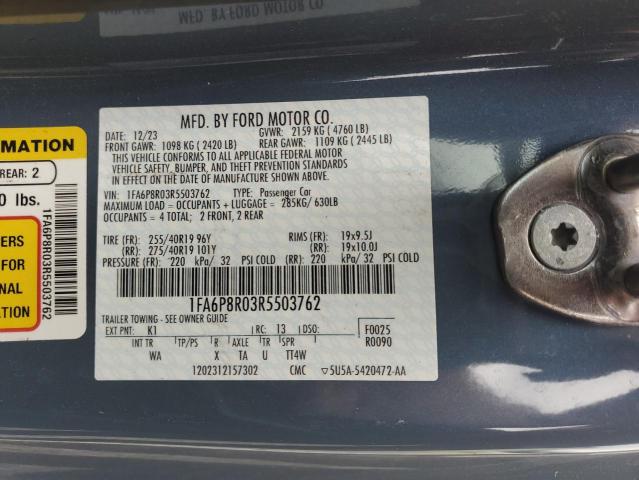 MFD. BY FORD MOTOR CO.
DATE: 12/23 GVWR: 2159 KG ( 4760 LB)
FRONT GAWR: 1098 KG ( 2420 LB) REAR GAWR: 1109 KG ( 2445 LB)
THIS VEHICLE CONFORMS TO ALL APPLICABLE FEDERAL MOTOR
VEHICLE SAFETY, BUMPER, AND THEFT PREVENTION STANDARDS
IN EFFECT ON THE DATE OF MANUFACTURE SHOWN ABOVE.
VIN: 1FA6P8R03R5503762 TYPE: Passenger Car
MAXIMUM LOAD = OCCUPANTS + LUGGAGE = 285KG/ 630LB
OCCUPANTS = 4 TOTAL; 2 FRONT, 2 REAR
TIRE (FR): 255/40R19 96Y RIMS (FR): 19x9.5J
(RR): 275/40R19 101Y (RR): 19x10.0J
PRESSURE (FR): 220 kPa/ 32 PSI COLD (RR) 220 kPa/ 32 PSI COLD
1FA6P8R03R5503762
TRAILER TOWING - SEE OWNER GUIDE
EXT PNT: K1 RC: 13 DSO: F0025
R0090
INT TR TP/PS R AXLE TR SPR
WA X TA U TT4W
1202312157302 CMC ▽5U5A-5420472-AA
RMATION
REAR: 2
0 lbs.
ERS
FOR
NAL
N
1FA6P8R03R5503762
MFD. BY FORD MOTOR CO.